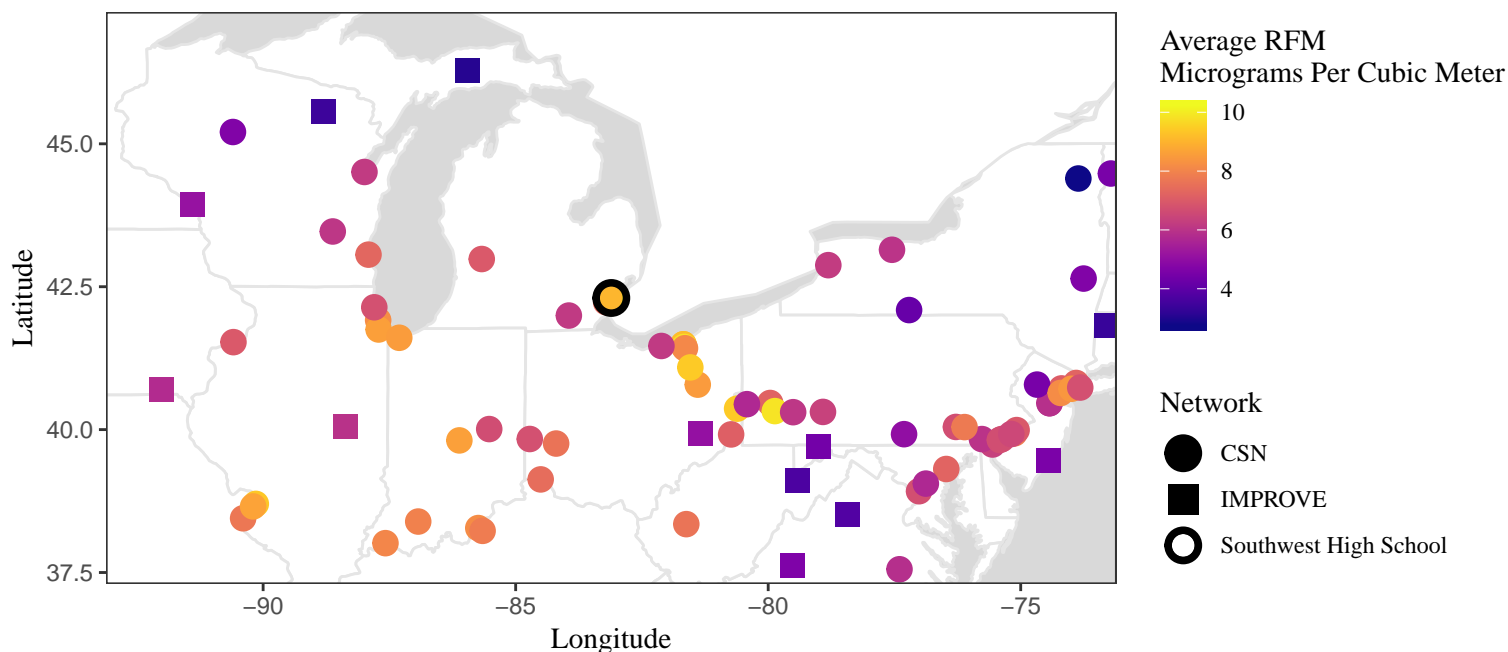 Average RFM
Micrograms Per Cubic Meter
10
8
6
4
Network
CSN
IMPROVE
Southwest High School
Latitude
45.0
42.5
40.0
37.5
−90
−85
−80
−75
Longitude